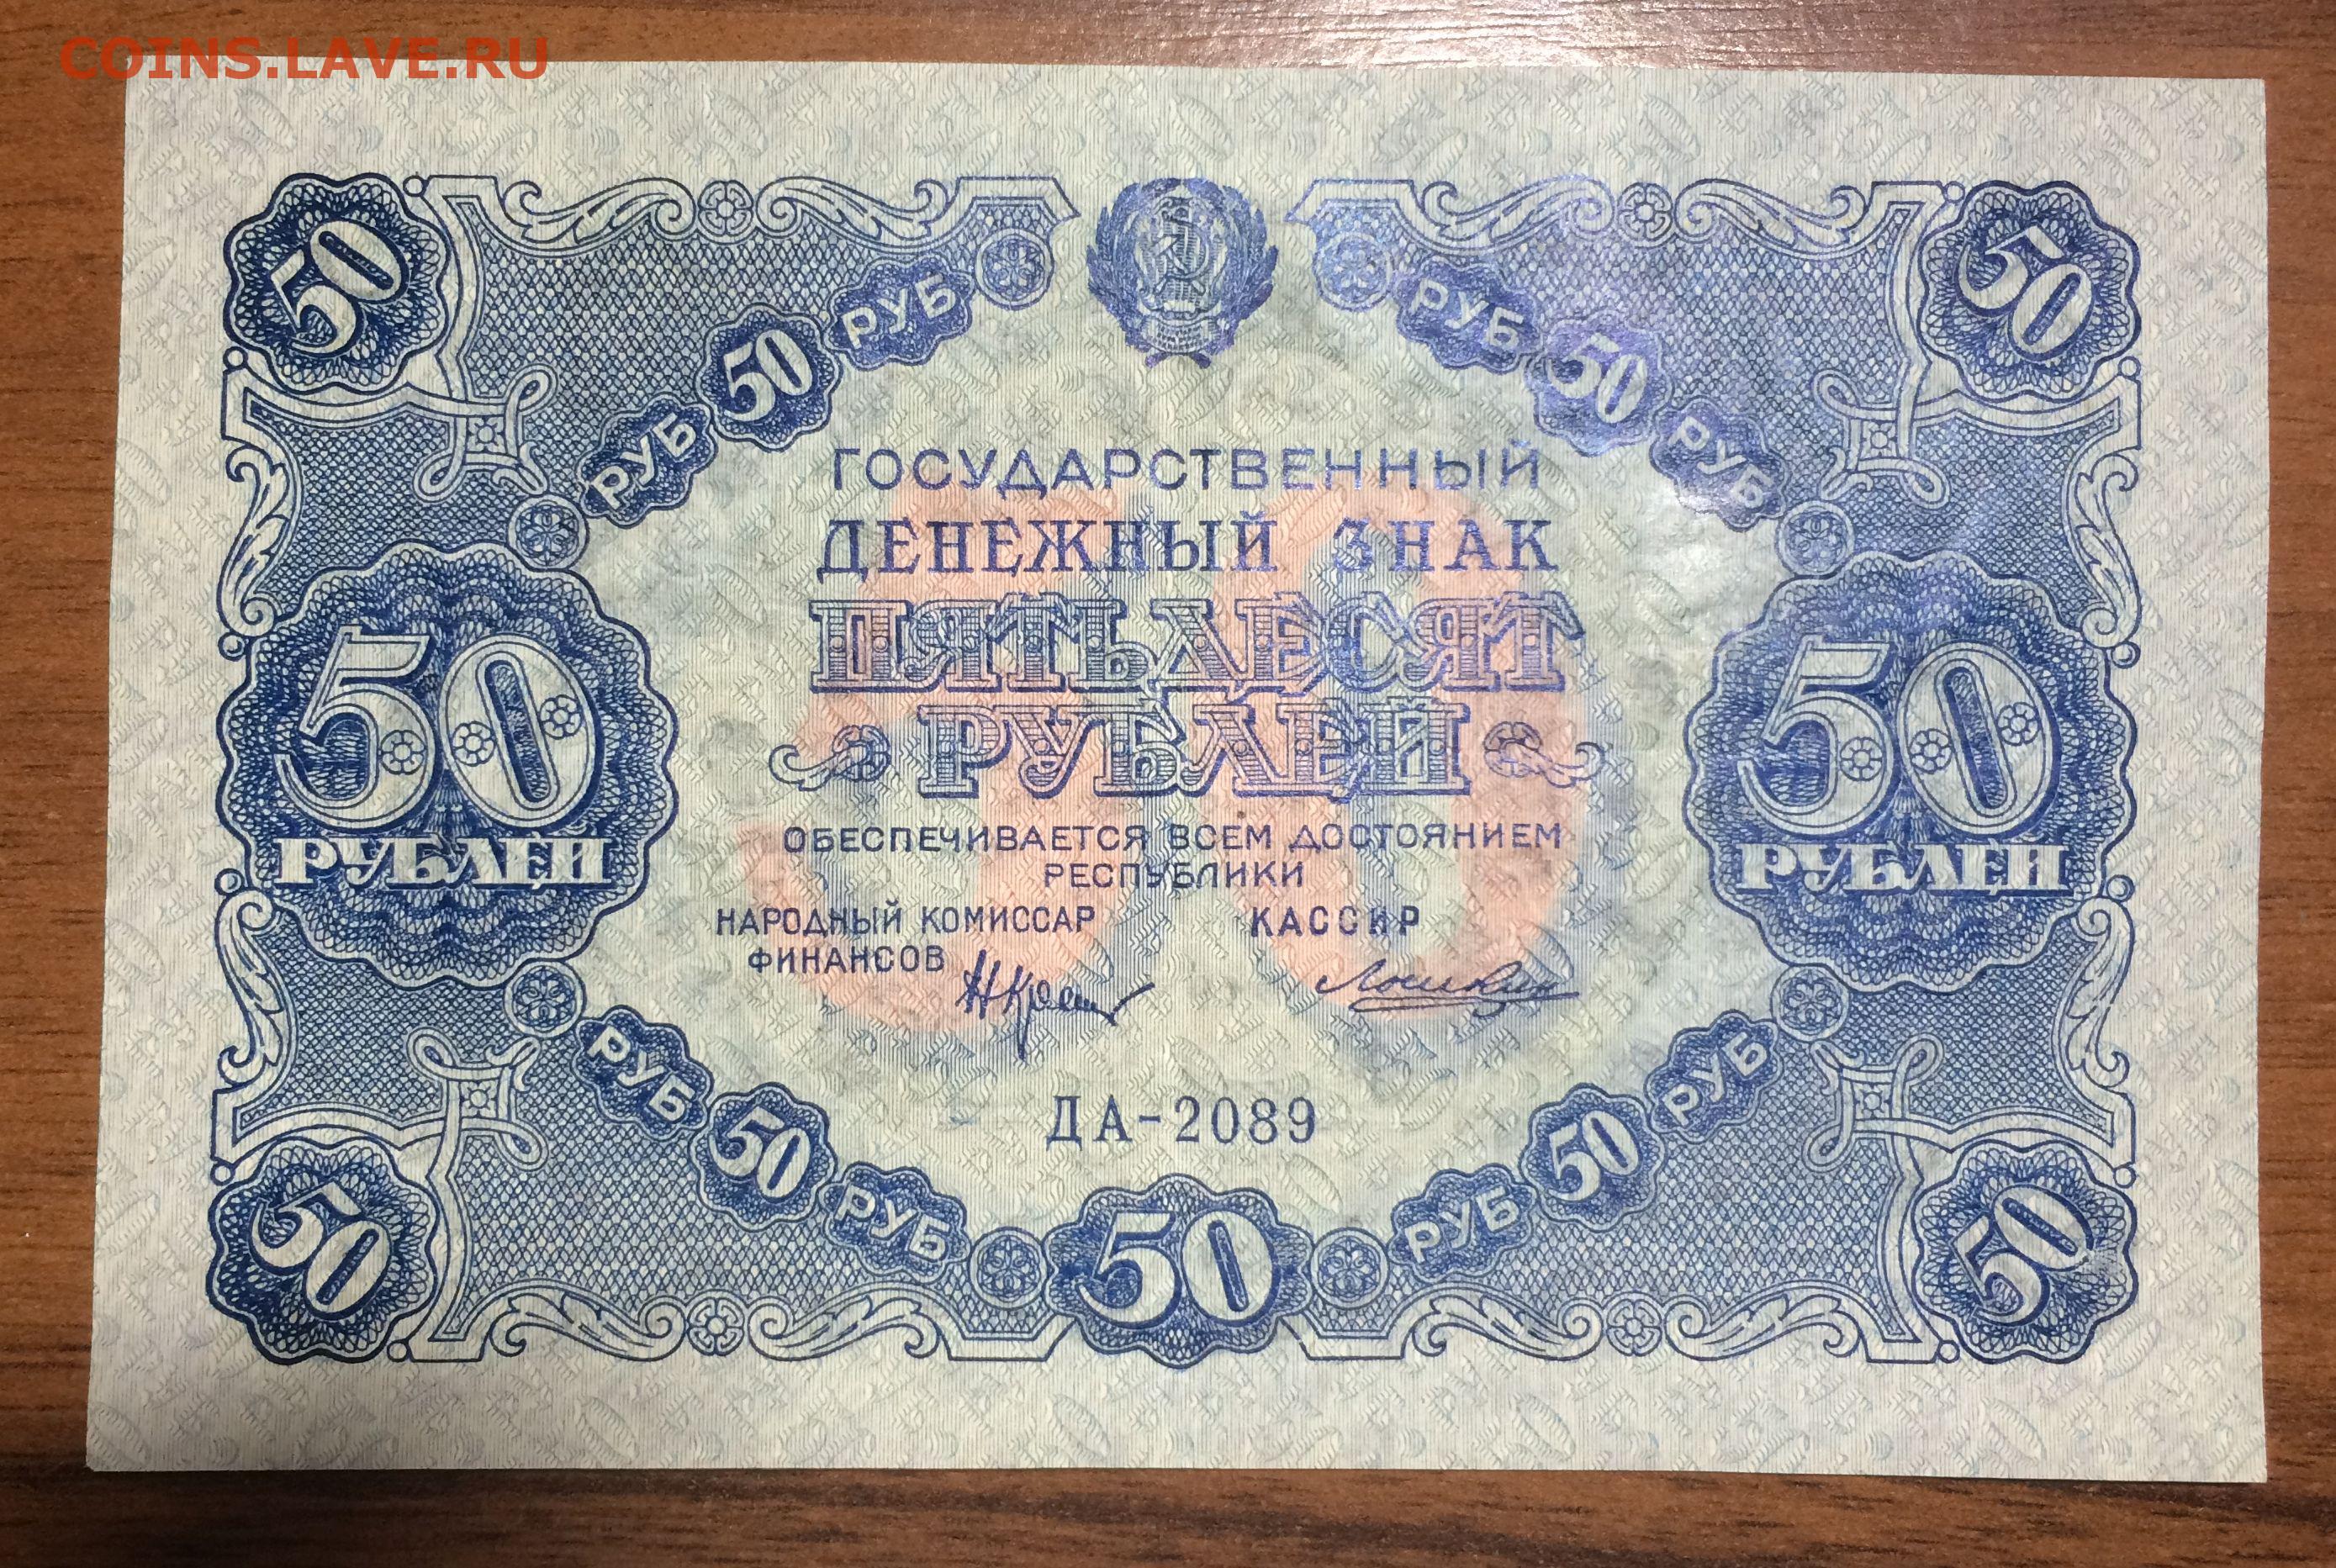 COINS.LAVE.RU
50 50
РУБ 50 РУБ РУБ 50 РУБ
ГОСУДАРСТВЕННЫЙ
ДЕНЕЖНЫЙ ЗНАК
ПЯТЬДЕСЯТ
РУБЛЕЙ
50
РУБЛЕЙ
50
РУБЛЕЙ
ОБЕСПЕЧИВАЕТСЯ ВСЕМ ДОСТОЯНИЕМ
РЕСПУБЛИКИ
НАРОДНЫЙ КОМИССАР
ФИНАНСОВ
КАССИР
ДА-2089
РУБ 50 РУБ 50 РУБ 50 РУБ
50 50